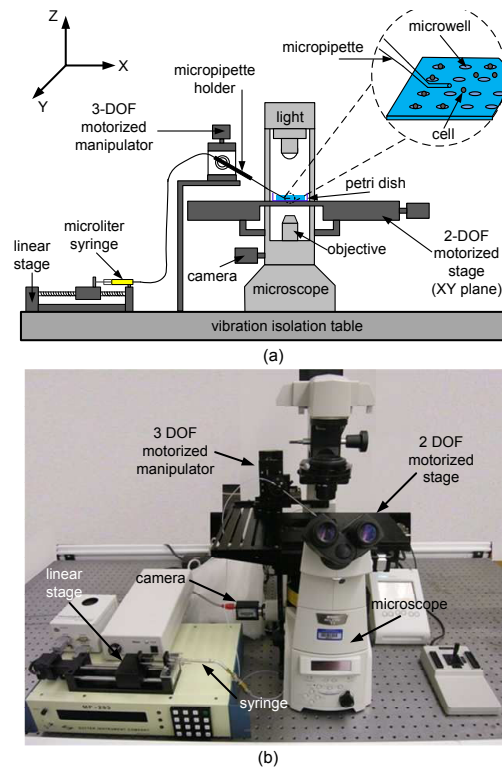 Z
X
Y
3-DOF
motorized
manipulator
micropipette
holder
light
micropipette
microwell
cell
petri dish
microliter
syringe
linear
stage
camera
objective
microscope
2-DOF
motorized
stage
(XY plane)
vibration isolation table
(a)
3 DOF
motorized
manipulator
2 DOF
motorized
stage
linear
stage
camera
microscope
syringe
(b)